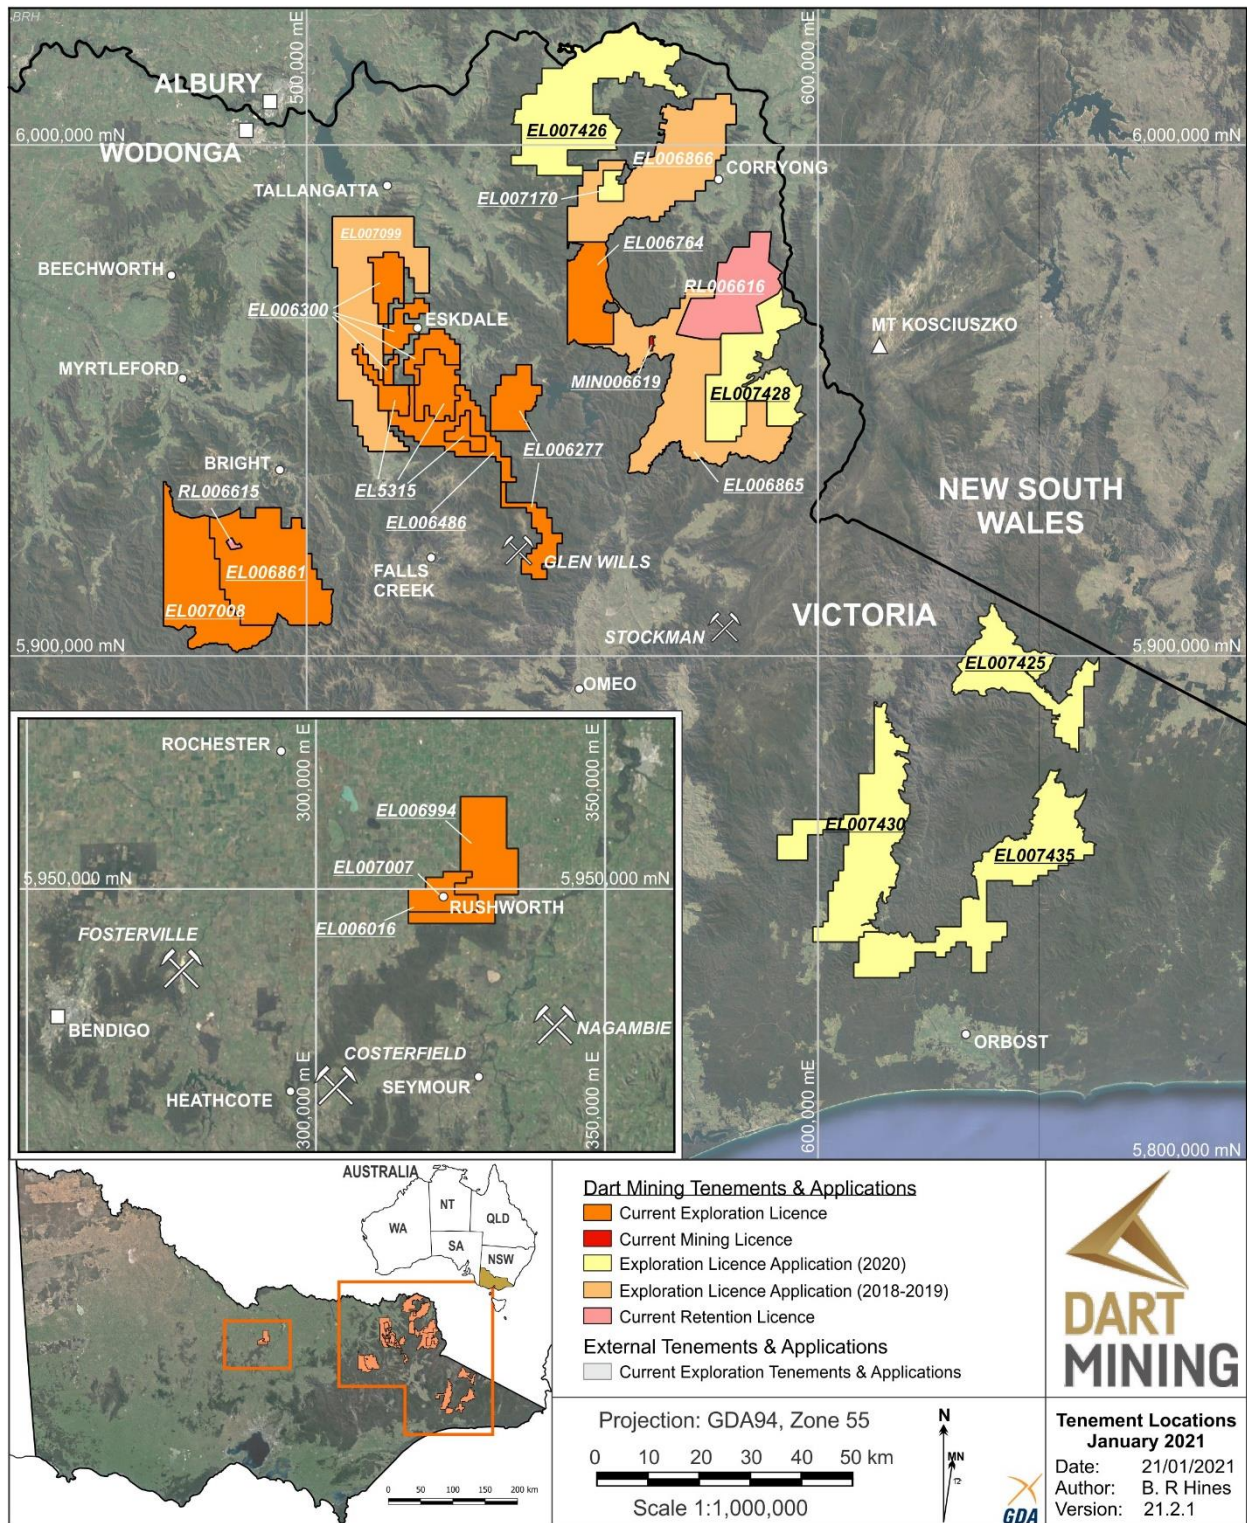 BRH
ALBURY
500,000 mE
600,000 mE
6,000,000 mN
6,000,000 mN
WODONGA
EL007426
EL006866
CORRYONG
TALLANGATTA
EL007170
EL007099
EL006764
BEECHWORTH
RL006616
EL006300
ESKDALE
MT KOSCIUSZKO
MYRTLEFORD
MIN006619
EL007428
EL006277
BRIGHT
EL5315
EL006865
RL006615
EL006486
NEW SOUTH
WALES
GLEN WILLS
FALLS
CREEK
EL006861
EL007008
VICTORIA
STOCKMAN
5,900,000 mN
5,900,000 mN
EL007425
OMEO
ROCHESTER
300,000 m E
350,000 m E
EL006994
EL007430
EL007435
EL007007
5,950,000 mN
5,950,000 mN
RUSHWORTH
EL006016
FOSTERVILLE
BENDIGO
NAGAMBIE
ORBOST
COSTERFIELD
SEYMOUR
HEATHCOTE
300,000 m E
350,000 m E
600,000 mE
5,800,000 mN
AUSTRALIA
WA
NT
QLD
SA
NSW
0 50 100 150 200 km
Dart Mining Tenements & Applications
Current Exploration Licence
Current Mining Licence
Exploration Licence Application (2020)
Exploration Licence Application (2018-2019)
Current Retention Licence
External Tenements & Applications
Current Exploration Tenements & Applications
Projection: GDA94, Zone 55
0 10 20 30 40 50 km
Scale 1:1,000,000
N
MN
GDA
DART
MINING
Tenement Locations
January 2021
Date: 21/01/2021
Author: B. R Hines
Version: 21.2.1